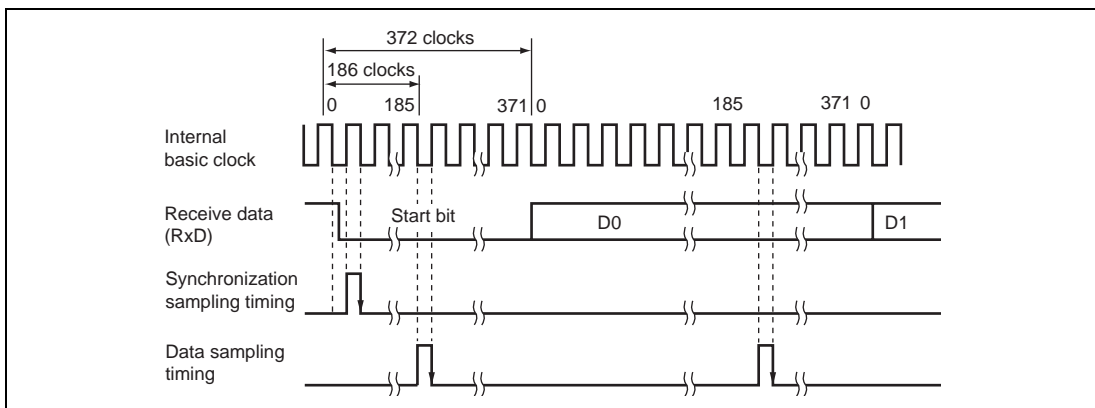 372 clocks
186 clocks
0 185 371 0 185 371 0
Internal
basic clock
Receive data
(RxD)
Start bit D0 D1
Synchronization
sampling timing
Data sampling
timing